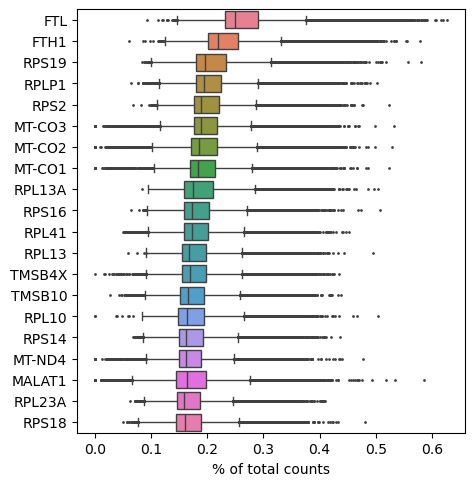 FTL
FTH1
RPS19
RPLP1
RPS2
MT-CO3
MT-CO2
MT-CO1
RPL13A
RPS16
RPL41
RPL13
TMSB4X
TMSB10
RPL10
RPS14
MT-ND4
MALAT1
RPL23A
RPS18
0.0 0.1 0.2 0.3 0.4 0.5 0.6
% of total counts